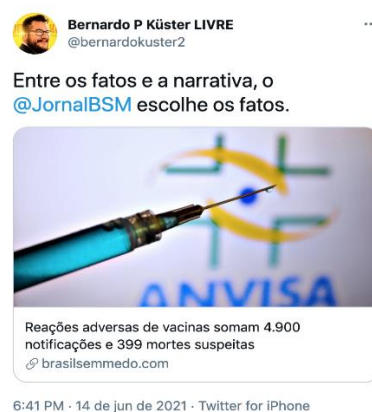 Bernardo P Küster LIVRE
@bernardokuster2
Entre os fatos e a narrativa, o
@JornalBSM escolhe os fatos.
ANVISA
Reações adversas de vacinas somam 4.900
notificações e 399 mortes suspeitas
brasilsemmedo.com
6:41 PM · 14 de jun de 2021 · Twitter for iPhone